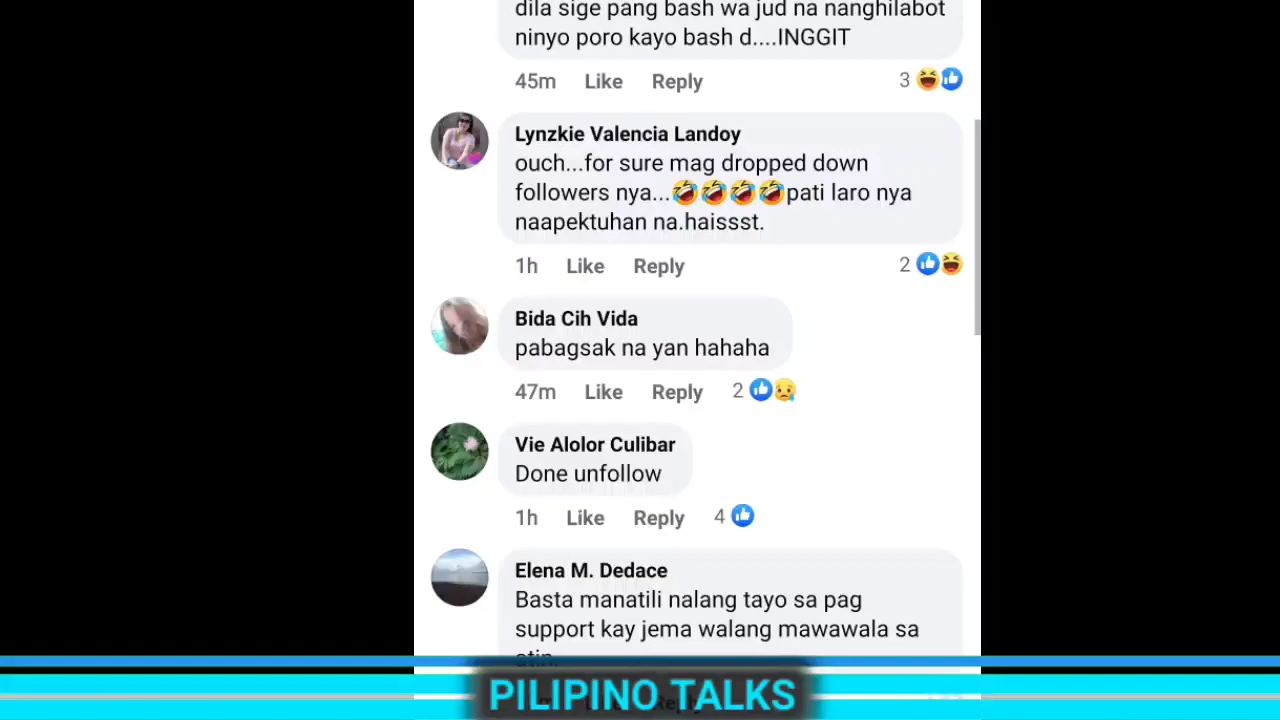 dila sige pang bash wa jud na nanghilabot
ninyo poro kayo bash d....INGGIT
45m Like Reply 3
Lynzkie Valencia Landoy
ouch...for sure mag dropped down
followers nya...🤣🤣🤣🤣pati laro nya
naapektuhan na.haissst.
1h Like Reply 2
Bida Cih Vida
pabagsak na yan hahaha
47m Like Reply 2
Vie Alolor Culibar
Done unfollow
1h Like Reply 4
Elena M. Dedace
Basta manatili nalang tayo sa pag
support kay jema walang mawawala sa
atin.
PILIPINO TALKS